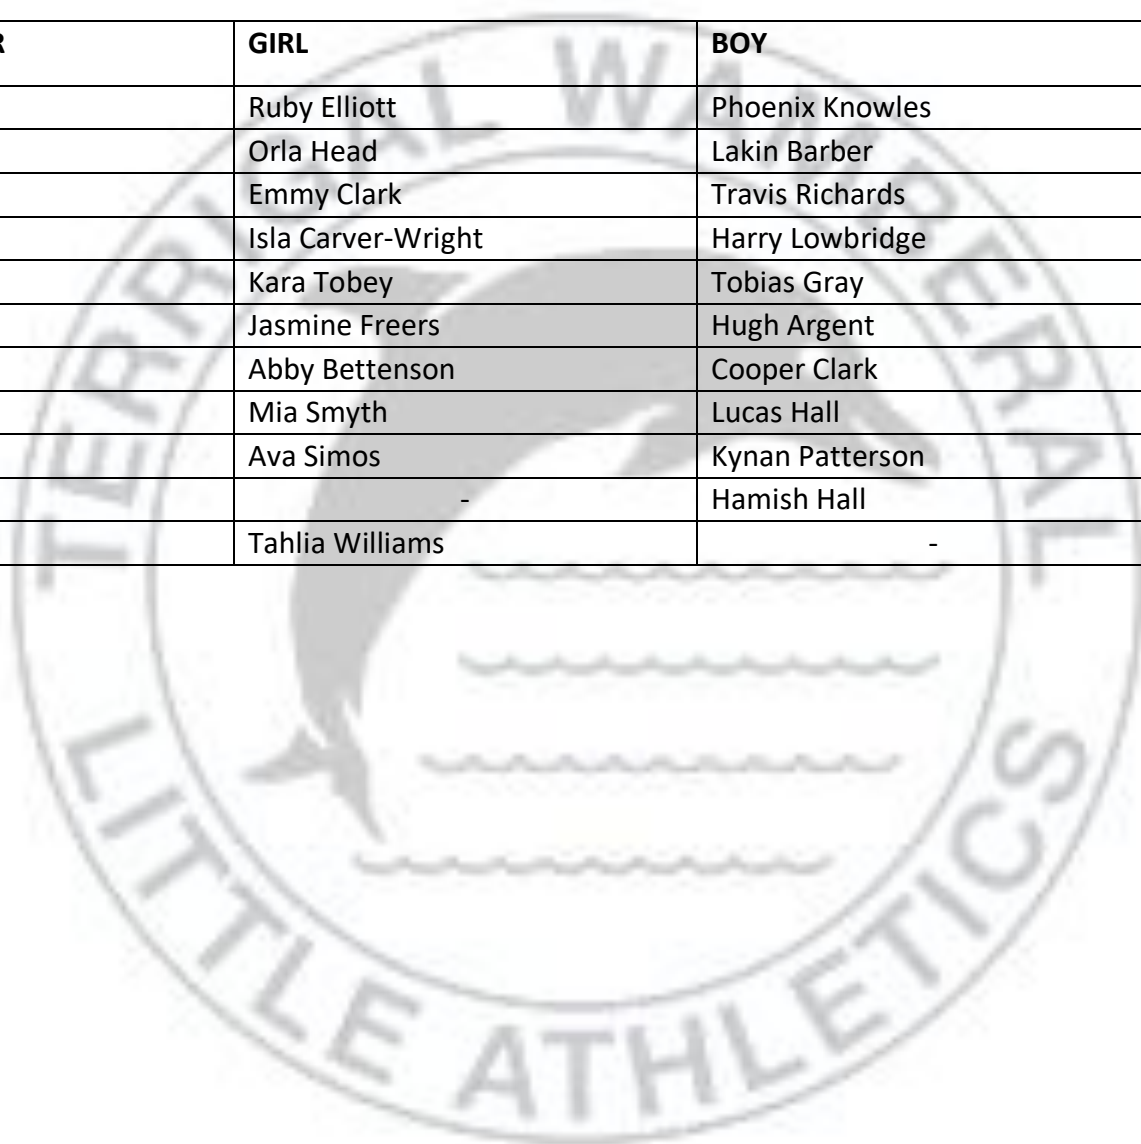 R GIRL BOY
Ruby Elliott Phoenix Knowles
Orla Head Lakin Barber
Emmy Clark Travis Richards
Isla Carver-Wright Harry Lowbridge
Kara Tobey Tobias Gray
Jasmine Freers Hugh Argent
Abby Bettenson Cooper Clark
Mia Smyth Lucas Hall
Ava Simos Kynan Patterson
- Hamish Hall
Tahlia Williams -
TERRIGAL WAMBERAL
LITTLE ATHLETICS